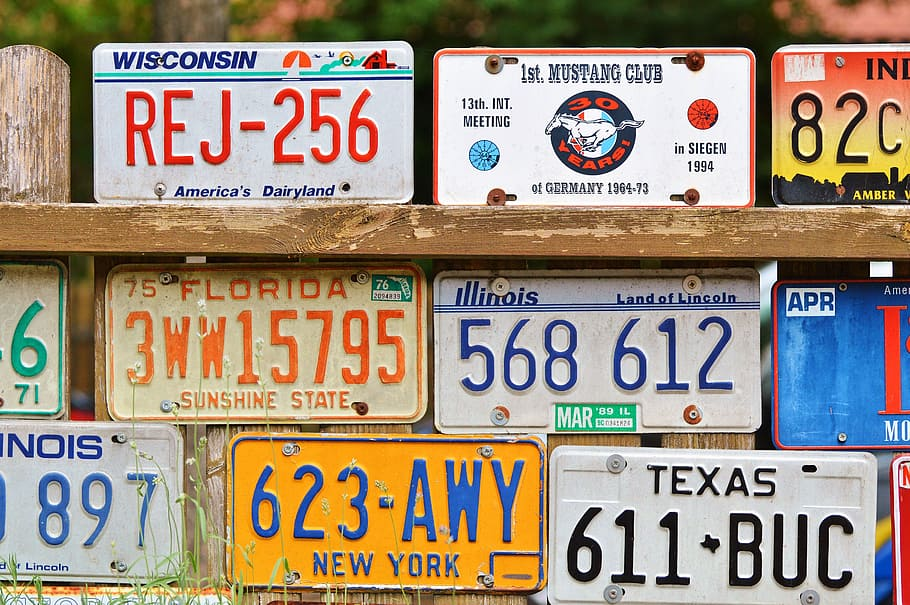 WISCONSIN
REJ-256
America's Dairyland
1st. MUSTANG CLUB
13th. INT.
MEETING
30
YEARS!
in SIEGEN
1994
of GERMANY 1964-73
IND
82C
AMBER
6
71
75 FLORIDA 76
3WW15795
SUNSHINE STATE
Illinois Land of Lincoln
568 612
MAR '89 IL
APR
Ame
MO
NOIS
897
d of Lincoln
623-AWY
NEW YORK
TEXAS
611 BUC